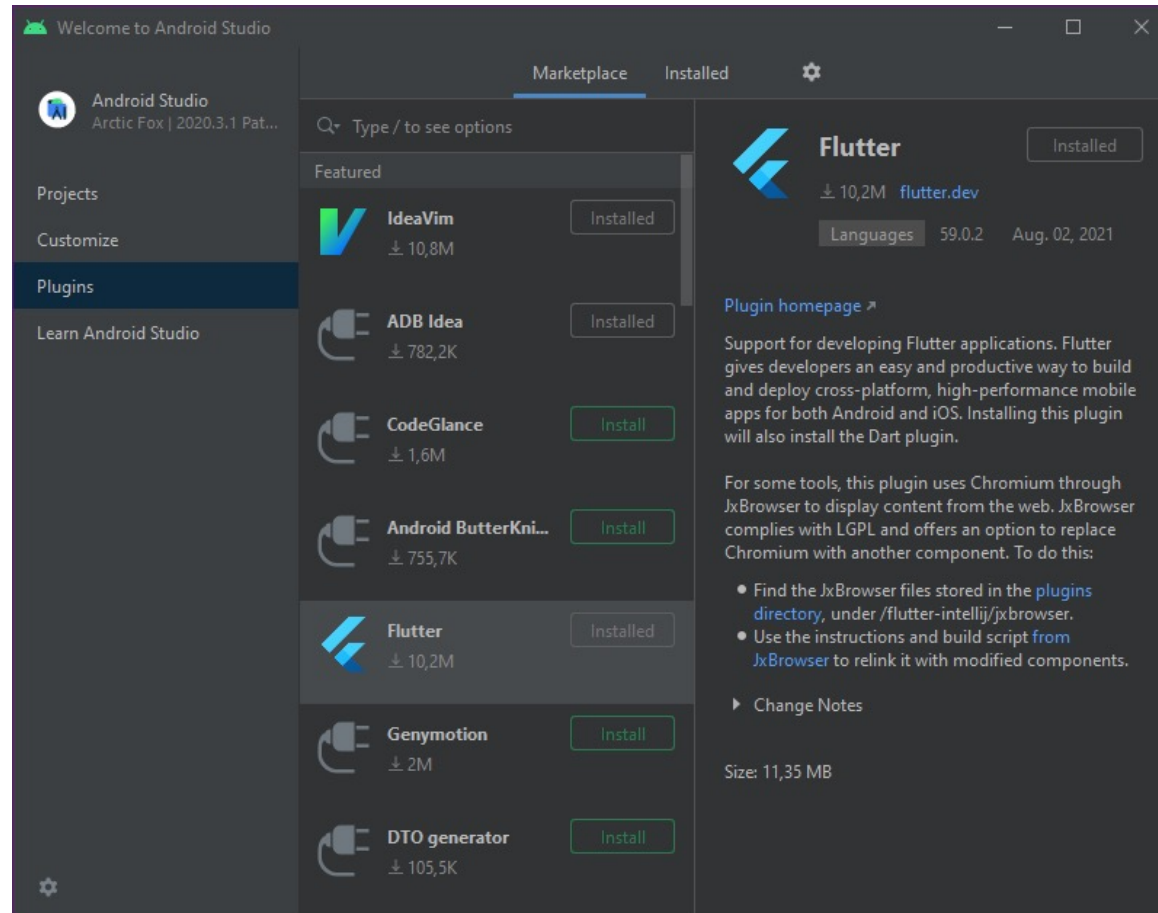 Welcome to Android Studio
Android Studio
Arctic Fox | 2020.3.1 Pat...
Projects
Customize
Plugins
Learn Android Studio
Marketplace
Installed
Type / to see options
Featured
IdeaVim
Installed
10,8M
ADB Idea
Installed
782,2K
CodeGlance
Install
1,6M
Android ButterKni...
Install
755,7K
Flutter
Installed
10,2M
Genymotion
Install
2M
DTO generator
Install
105,5K
Flutter
Installed
10,2M flutter.dev
Languages 59.0.2 Aug. 02, 2021
Plugin homepage
Support for developing Flutter applications. Flutter
gives developers an easy and productive way to build
and deploy cross-platform, high-performance mobile
apps for both Android and iOS. Installing this plugin
will also install the Dart plugin.
For some tools, this plugin uses Chromium through
JxBrowser to display content from the web. JxBrowser
complies with LGPL and offers an option to replace
Chromium with another component. To do this:
Find the JxBrowser files stored in the plugins
directory, under /flutter-intellij/jxbrowser.
Use the instructions and build script from
JxBrowser to relink it with modified components.
Change Notes
Size: 11,35 MB